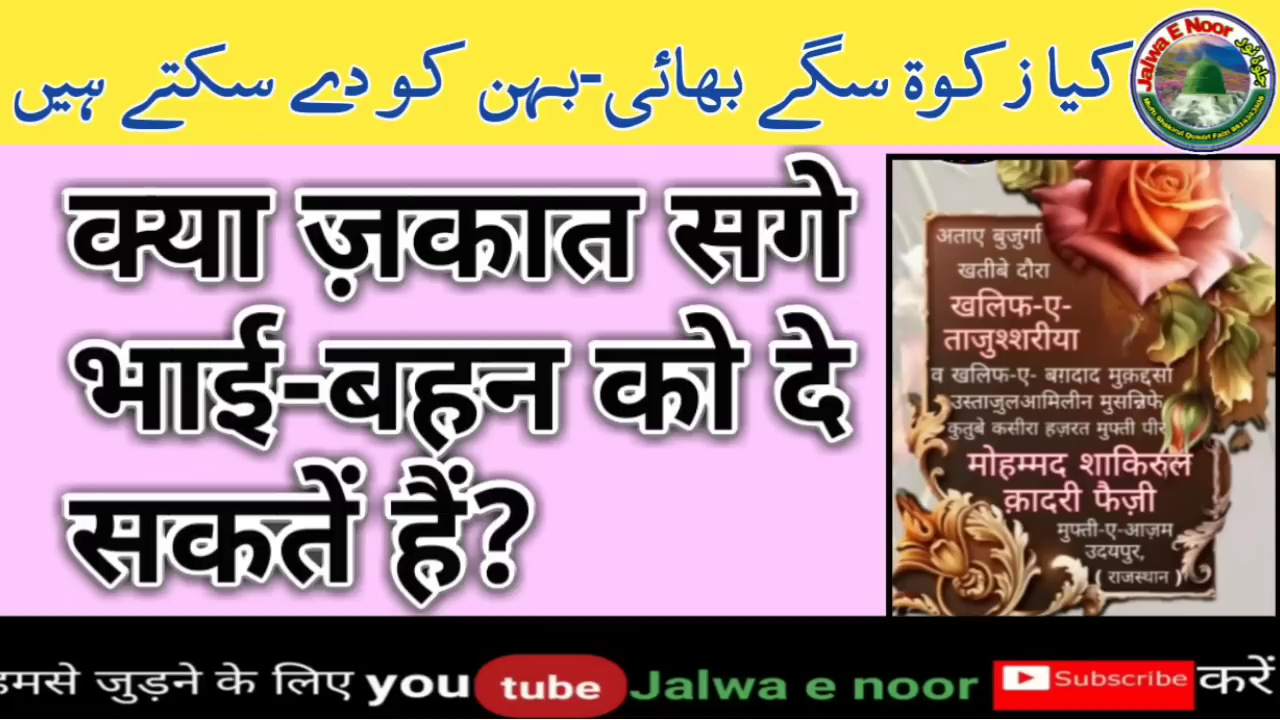 کیا زکوۃ سگے بھائی-بہن کو دے سکتے ہیں
Jalwa E Noor
جلوۂ نور
क्या ज़कात सगे
भाई-बहन को दे
सकतें हैं?
अताए बुजुर्गा
खतीबे दौरा
खलिफ-ए-
ताजुश्शरीया
व खलिफ-ए- बग़दाद मुक़द्दसा
उस्ताजुलआमिलीन मुसन्निफे
कुतुबे कसीरा हज़रत मुफ्ती पीर
मोहम्मद शाकिरुल
क़ादरी फैज़ी
मुफ्ती-ए-आज़म
उदयपुर,
( राजस्थान )
हमसे जुड़ने के लिए you tube Jalwa e noor Subscribe करें